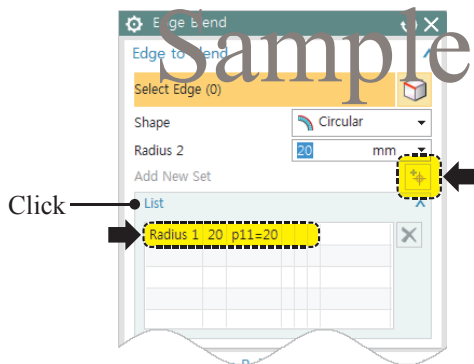 Edge Blend
Sample
Edge to Blend
Select Edge (0)
Shape Circular
Radius 2 20 mm
Add New Set
Click
List
Radius 1 20 p11=20